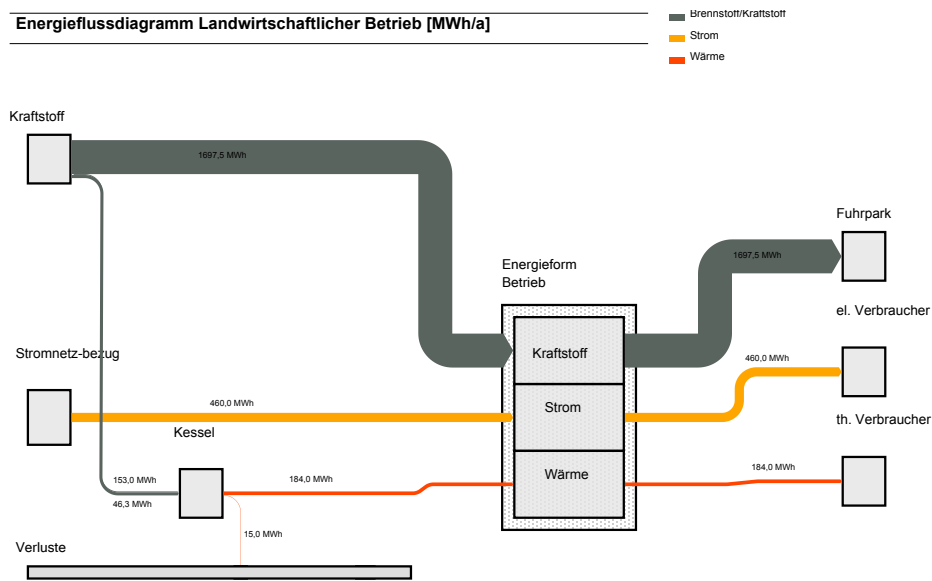 Energieflussdiagramm Landwirtschaftlicher Betrieb [MWh/a]
Brennstoff/Kraftstoff
Strom
Wärme
Kraftstoff
1697,5 MWh
Fuhrpark
1697,5 MWh
Energieform
Betrieb
el. Verbraucher
Stromnetz-bezug
Kraftstoff
460,0 MWh
460,0 MWh
Strom
Kessel
th. Verbraucher
153,0 MWh
184,0 MWh
Wärme
184,0 MWh
46,3 MWh
15,0 MWh
Verluste